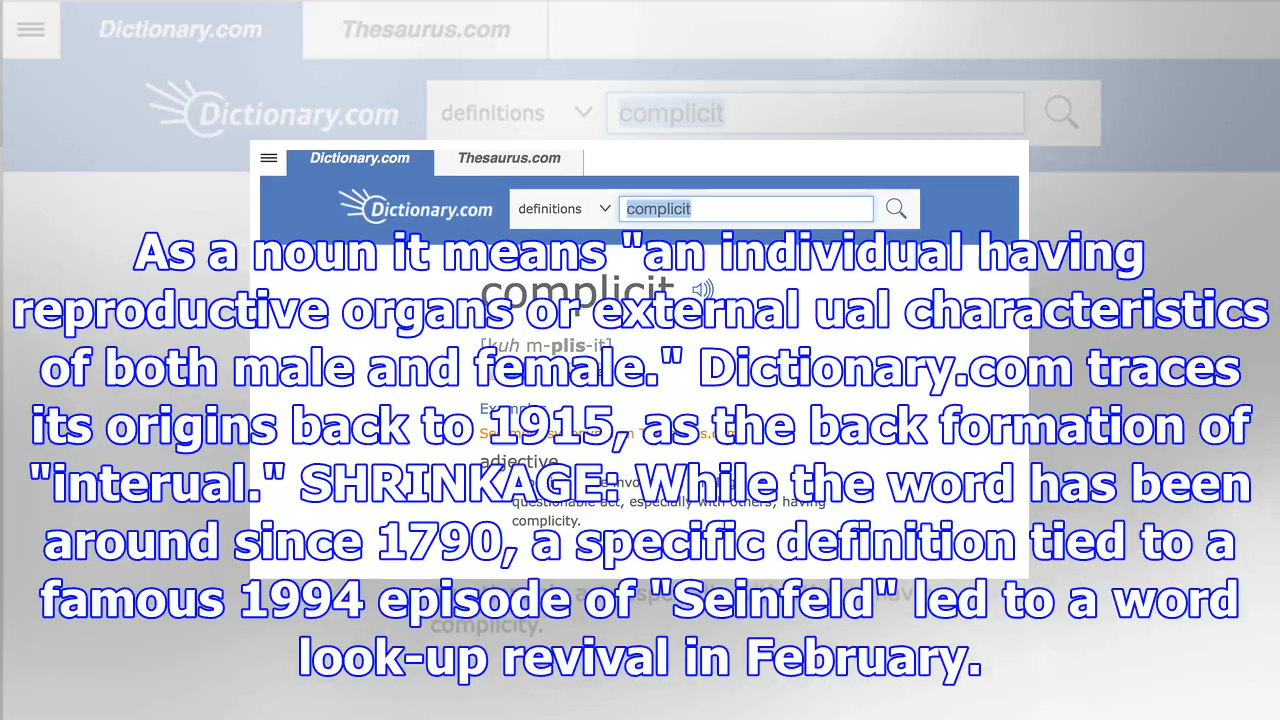 Dictionary.com Thesaurus.com
Dictionary.com definitions complicit
Dictionary.com Thesaurus.com
Dictionary.com definitions complicit
As a noun it means "an individual having
complicit
reproductive organs or external ual characteristics
[kuh m-plis-it]
of both male and female." Dictionary.com traces
its origins back to 1915, as the back formation of
adjective
"interual." SHRINKAGE: While the word has been
questionable act, especially with others, having
complicity.
around since 1790, a specific definition tied to a
famous 1994 episode of "Seinfeld" led to a word
complicity.
look-up revival in February.